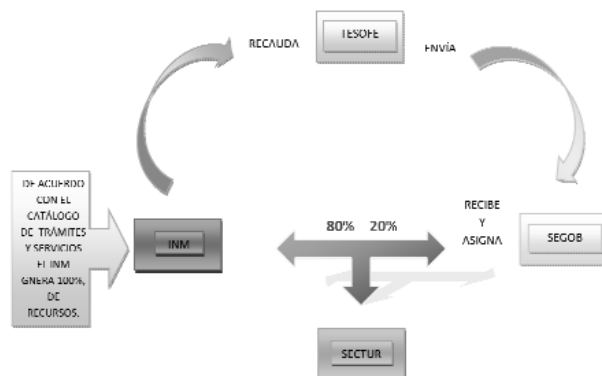 RECAUDA
TESOFE
ENVÍA
DE ACUERDO
CON EL
CATÁLOGO
DE TRÁMITES
Y SERVICIOS
EL INM
GNERA 100%,
DE
RECURSOS.
INM
80% 20%
RECIBE
Y
ASIGNA
SEGOB
SECTUR